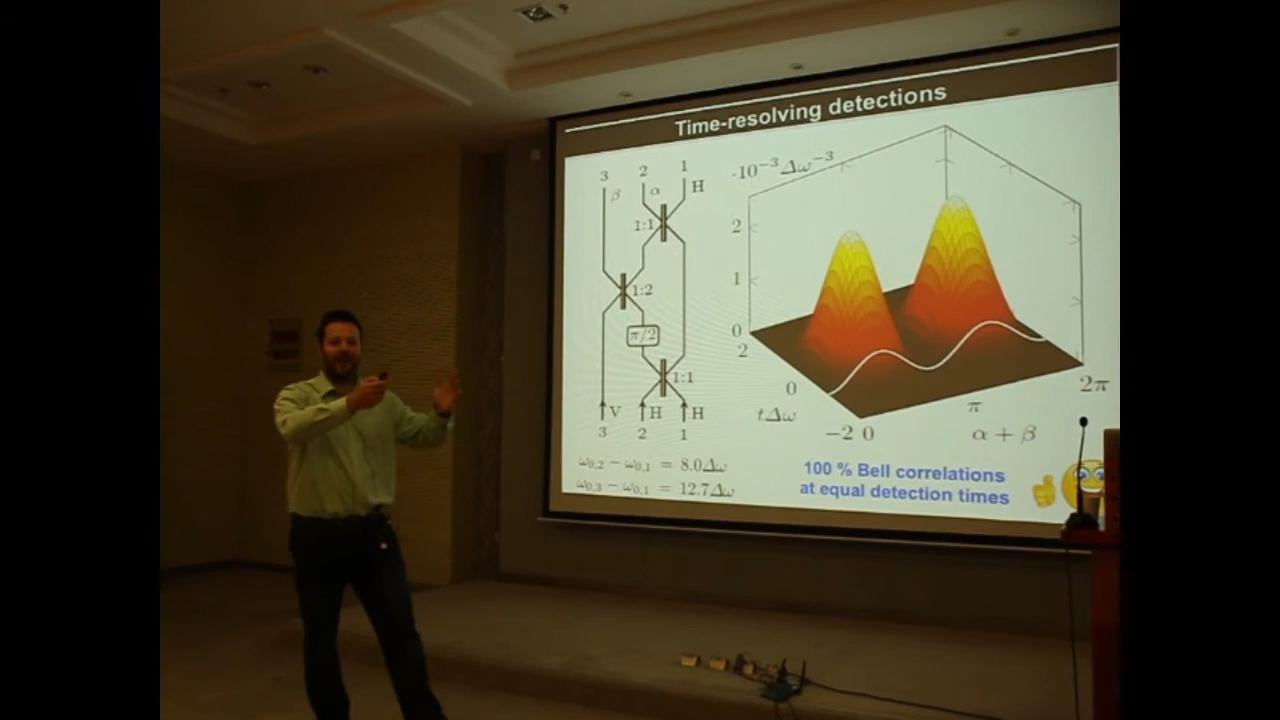 Time-resolving detections
3 2 1
β α H
1:1
1:2
π/2
1:1
V H H
3 2 1
ω₀,₂ − ω₀,₁ = 8.0Δω
ω₀,₃ − ω₀,₁ = 12.7Δω
·10⁻³Δω⁻³
2
1
0
2
0
−2
tΔω
0
π
2π
α + β
100 % Bell correlations
at equal detection times